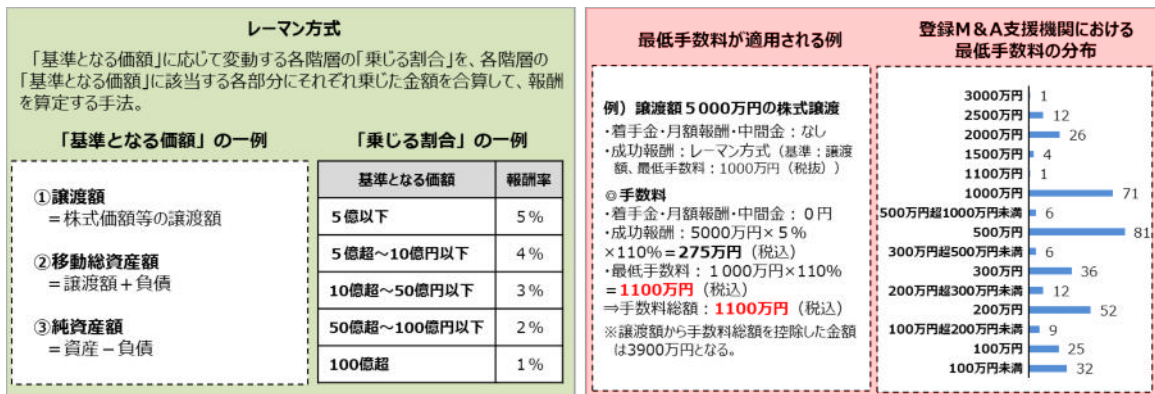 レーマン方式
「基準となる価額」に応じて変動する各階層の「乗じる割合」を、各階層の
「基準となる価額」に該当する各部分にそれぞれ乗じた金額を合算して、報酬
を算定する手法。
「基準となる価額」の一例
①譲渡額
＝株式価額等の譲渡額
②移動総資産額
＝譲渡額＋負債
③純資産額
＝資産－負債
「乗じる割合」の一例
基準となる価額 報酬率
５億以下 ５％
５億超～10億円以下 ４％
10億超～50億円以下 ３％
50億超～100億円以下 ２％
100億超 １％
最低手数料が適用される例
例）譲渡額５000万円の株式譲渡
・着手金・月額報酬・中間金：なし
・成功報酬：レーマン方式（基準：譲渡
額、最低手数料：1000万円（税抜））
◎手数料
・着手金・月額報酬・中間金：０円
・成功報酬：5000万円×５％
×110％＝275万円（税込）
・最低手数料：１000万円×110％
＝1100万円（税込）
⇒手数料総額：1100万円（税込）
※譲渡額から手数料総額を控除した金額
は3900万円となる。
登録Ｍ＆Ａ支援機関における
最低手数料の分布
3000万円 1
2500万円 12
2000万円 26
1500万円 4
1100万円 1
1000万円 71
500万円超1000万円未満 6
500万円 81
300万円超500万円未満 6
300万円 36
200万円超300万円未満 12
200万円 52
100万円超200万円未満 9
100万円 25
100万円未満 32